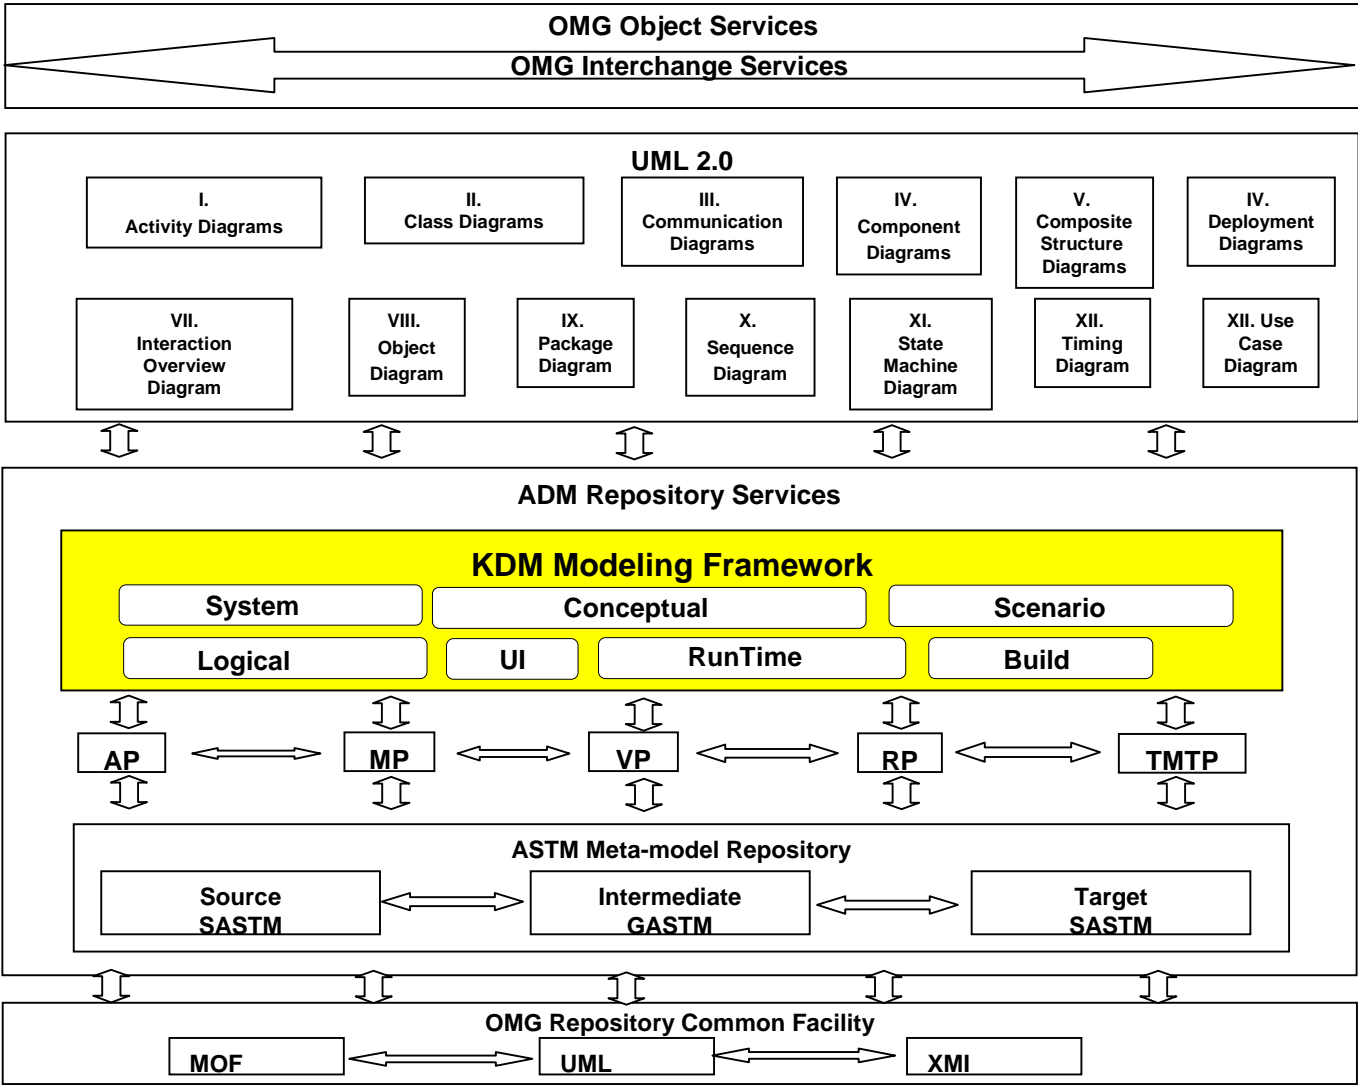 OMG Object Services
OMG Interchange Services
UML 2.0
I.
Activity Diagrams
II.
Class Diagrams
III.
Communication
Diagrams
IV.
Component
Diagrams
V.
Composite
Structure
Diagrams
IV.
Deployment
Diagrams
VII.
Interaction
Overview
Diagram
VIII.
Object
Diagram
IX.
Package
Diagram
X.
Sequence
Diagram
XI.
State
Machine
Diagram
XII.
Timing
Diagram
XII. Use
Case
Diagram
ADM Repository Services
KDM Modeling Framework
System
Conceptual
Scenario
Logical
UI
RunTime
Build
AP
MP
VP
RP
TMTP
ASTM Meta-model Repository
Source
SASTM
Intermediate
GASTM
Target
SASTM
OMG Repository Common Facility
MOF
UML
XMI